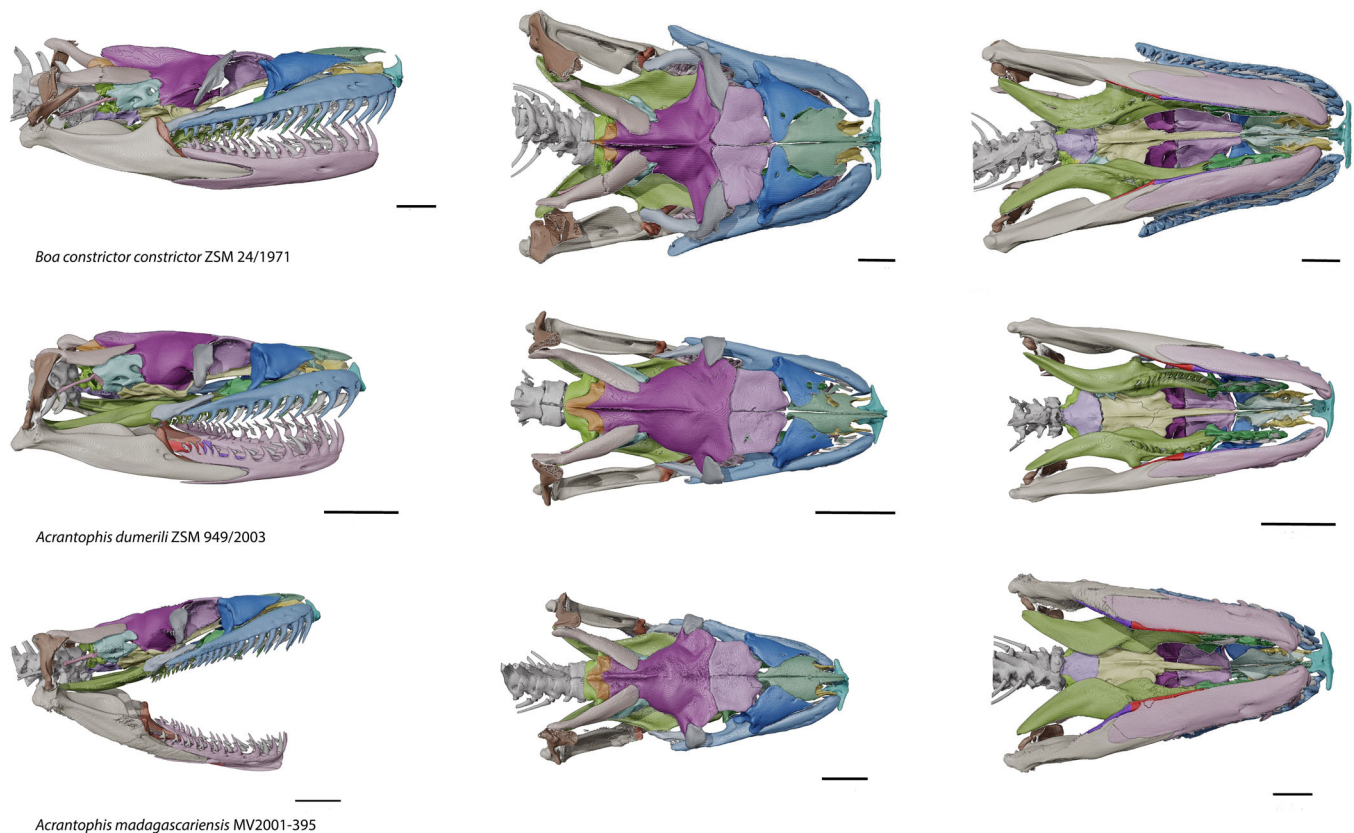 Boa constrictor constrictor ZSM 24/1971
Acrantophis dumerili ZSM 949/2003
Acrantophis madagascariensis MV2001-395